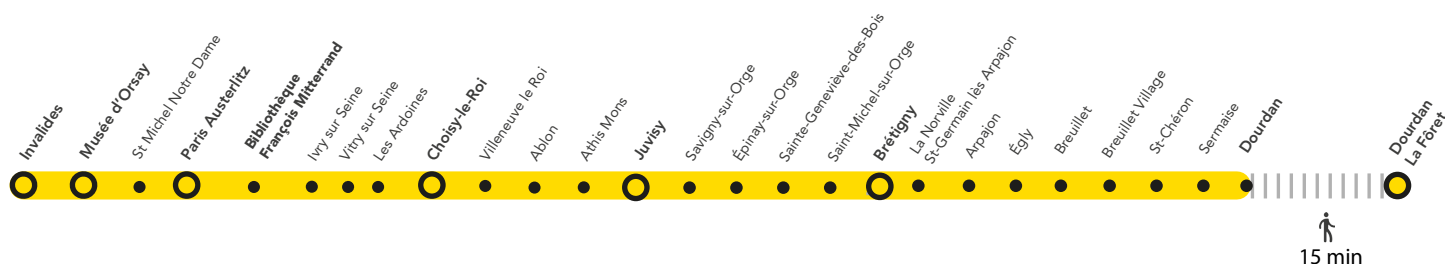 Invalides
Musée d'Orsay
St Michel Notre Dame
Paris Austerlitz
Bibliothèque
François Mitterrand
Ivry sur Seine
Vitry sur Seine
Les Ardoines
Choisy-le-Roi
Villeneuve le Roi
Ablon
Athis Mons
Juvisy
Savigny-sur-Orge
Épinay-sur-Orge
Sainte-Geneviève-des-Bois
Saint-Michel-sur-Orge
Brétigny
La Norville
St-Germain lès Arpajon
Arpajon
Égly
Breuillet
Breuillet Village
St-Chéron
Sermaise
Dourdan
Dourdan
La Fôret
15 min